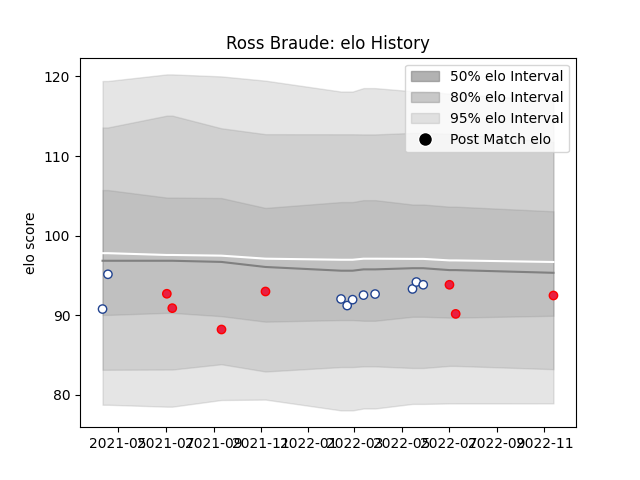 Ross Braude: elo History
50% elo Interval
80% elo Interval
95% elo Interval
Post Match elo
elo score
120
110
100
90
80
2021-05 2021-07 2021-09 2021-11 2022-01 2022-03 2022-05 2022-07 2022-09 2022-11